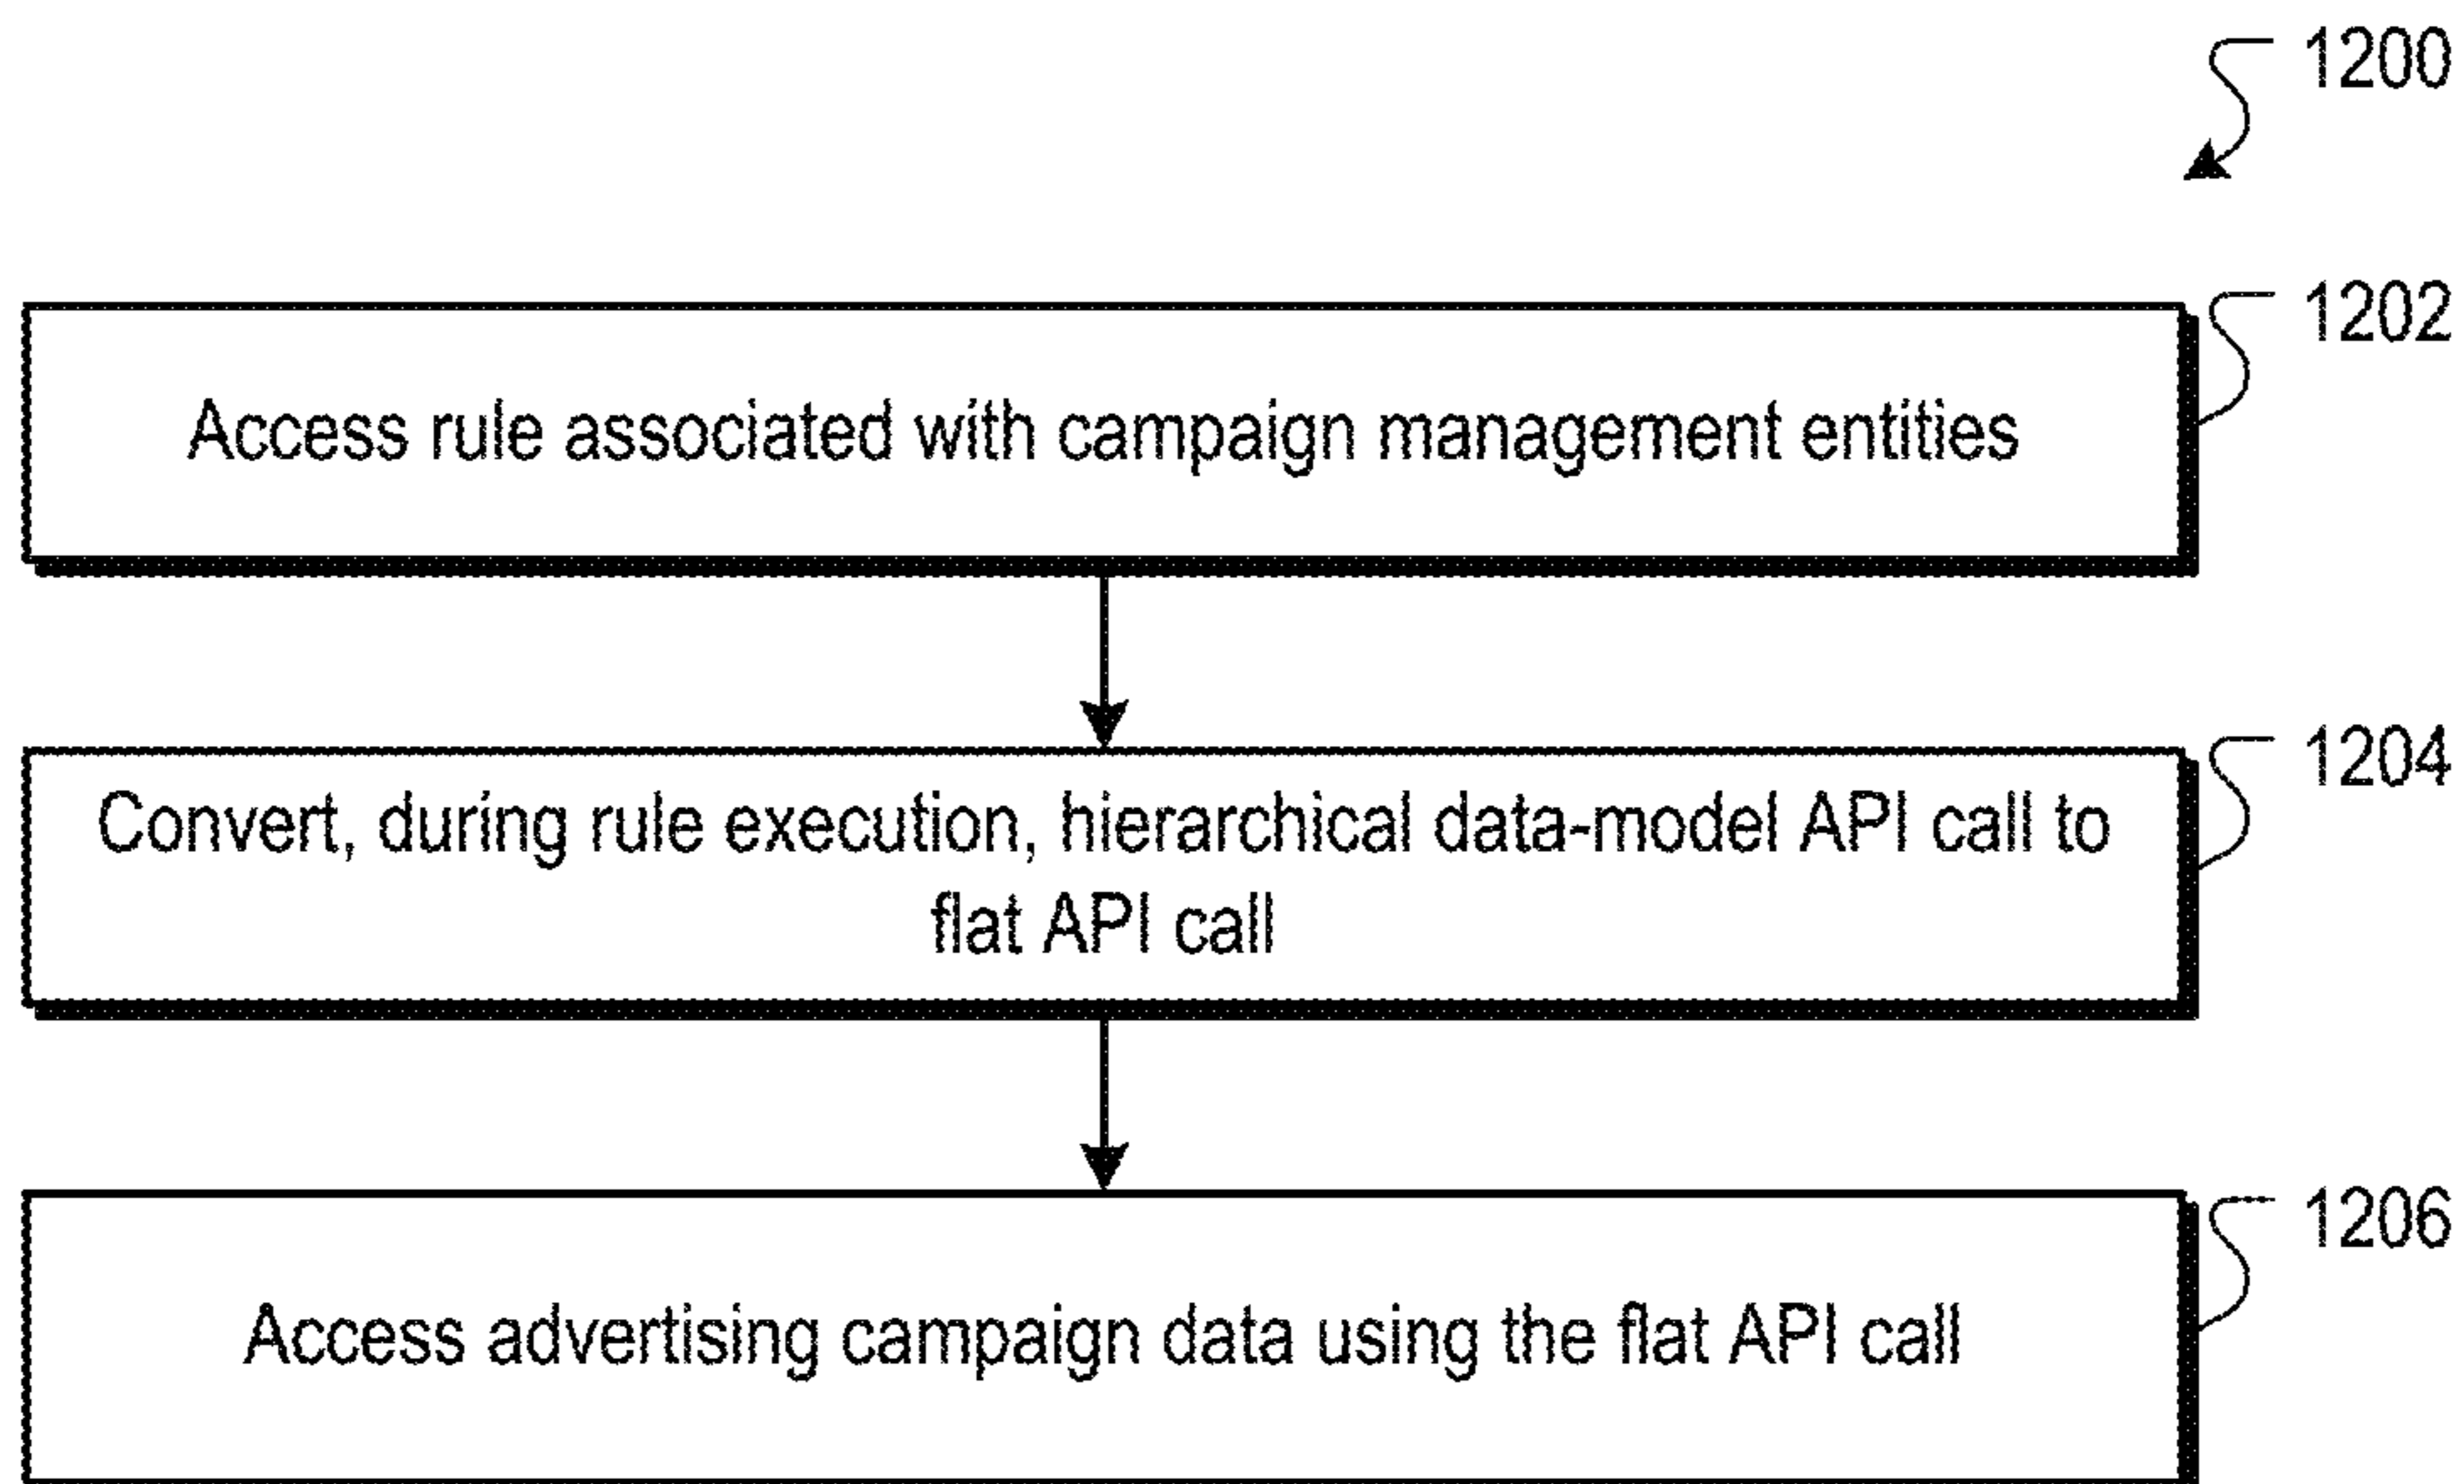 1200
1202
Access rule associated with campaign management entities
1204
Convert, during rule execution, hierarchical data-model API call to
flat API call
1206
Access advertising campaign data using the flat API call